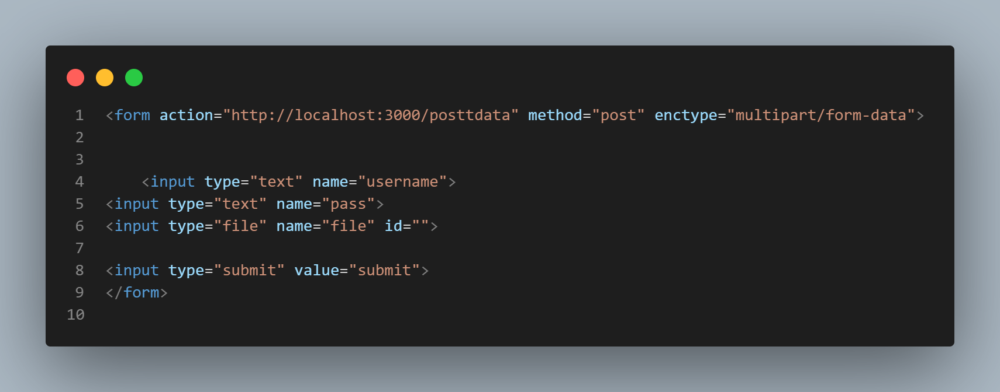 1 <form action="http://localhost:3000/posttdata" method="post" enctype="multipart/form-data">
2
3
4     <input type="text" name="username">
5 <input type="text" name="pass">
6 <input type="file" name="file" id="">
7
8 <input type="submit" value="submit">
9 </form>
10